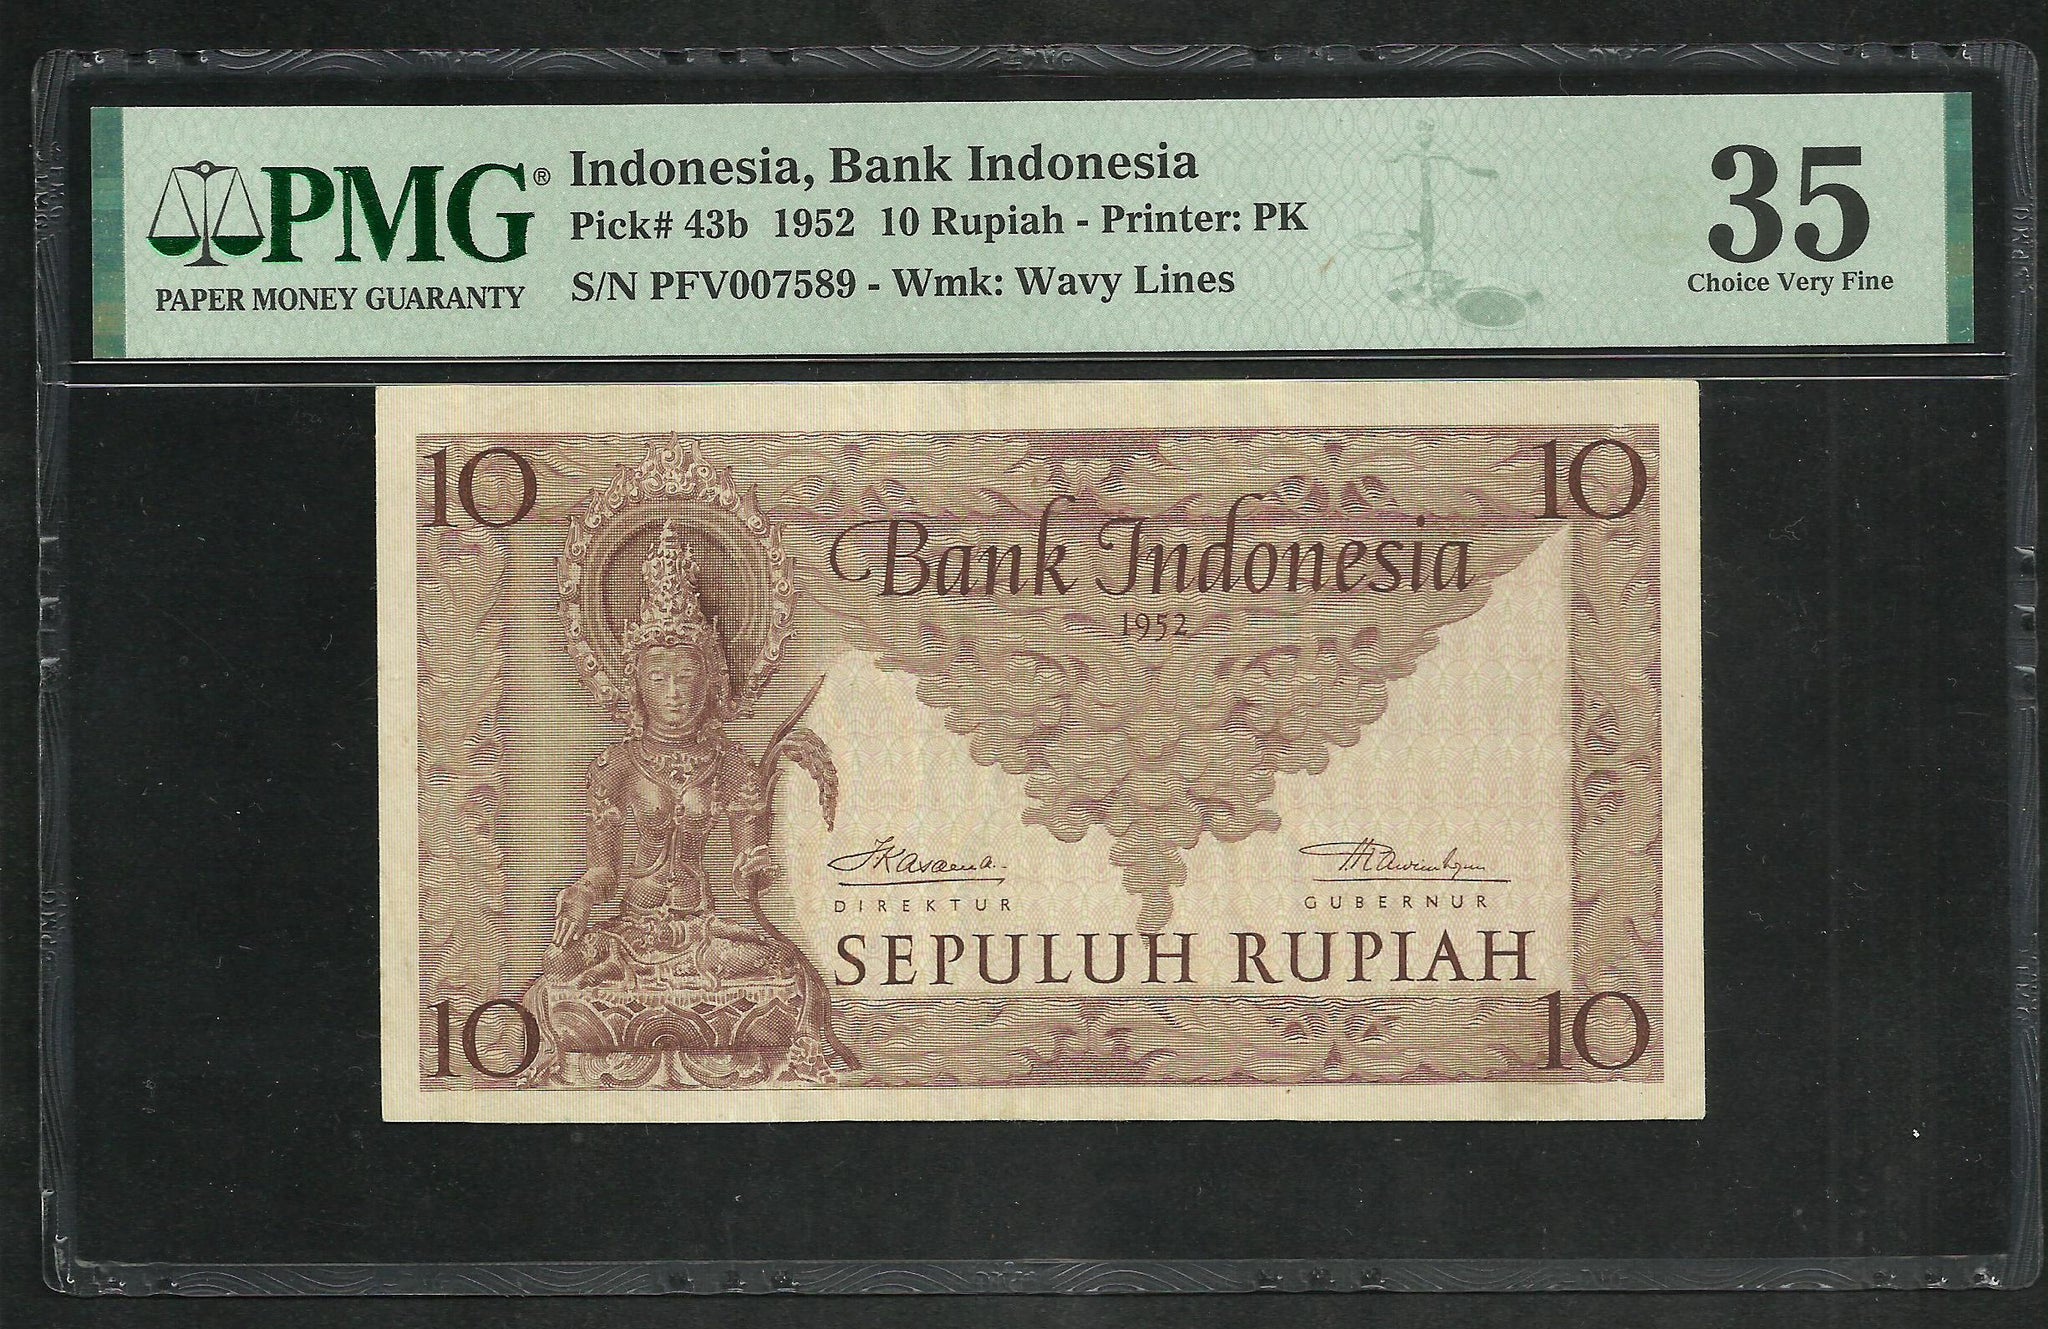 PMG®
PAPER MONEY GUARANTY
Indonesia, Bank Indonesia
Pick# 43b 1952 10 Rupiah - Printer: PK
S/N PFV007589 - Wmk: Wavy Lines
35
Choice Very Fine
10
10
Bank Indonesia
1952
DIREKTUR
GUBERNUR
SEPULUH RUPIAH
10
10